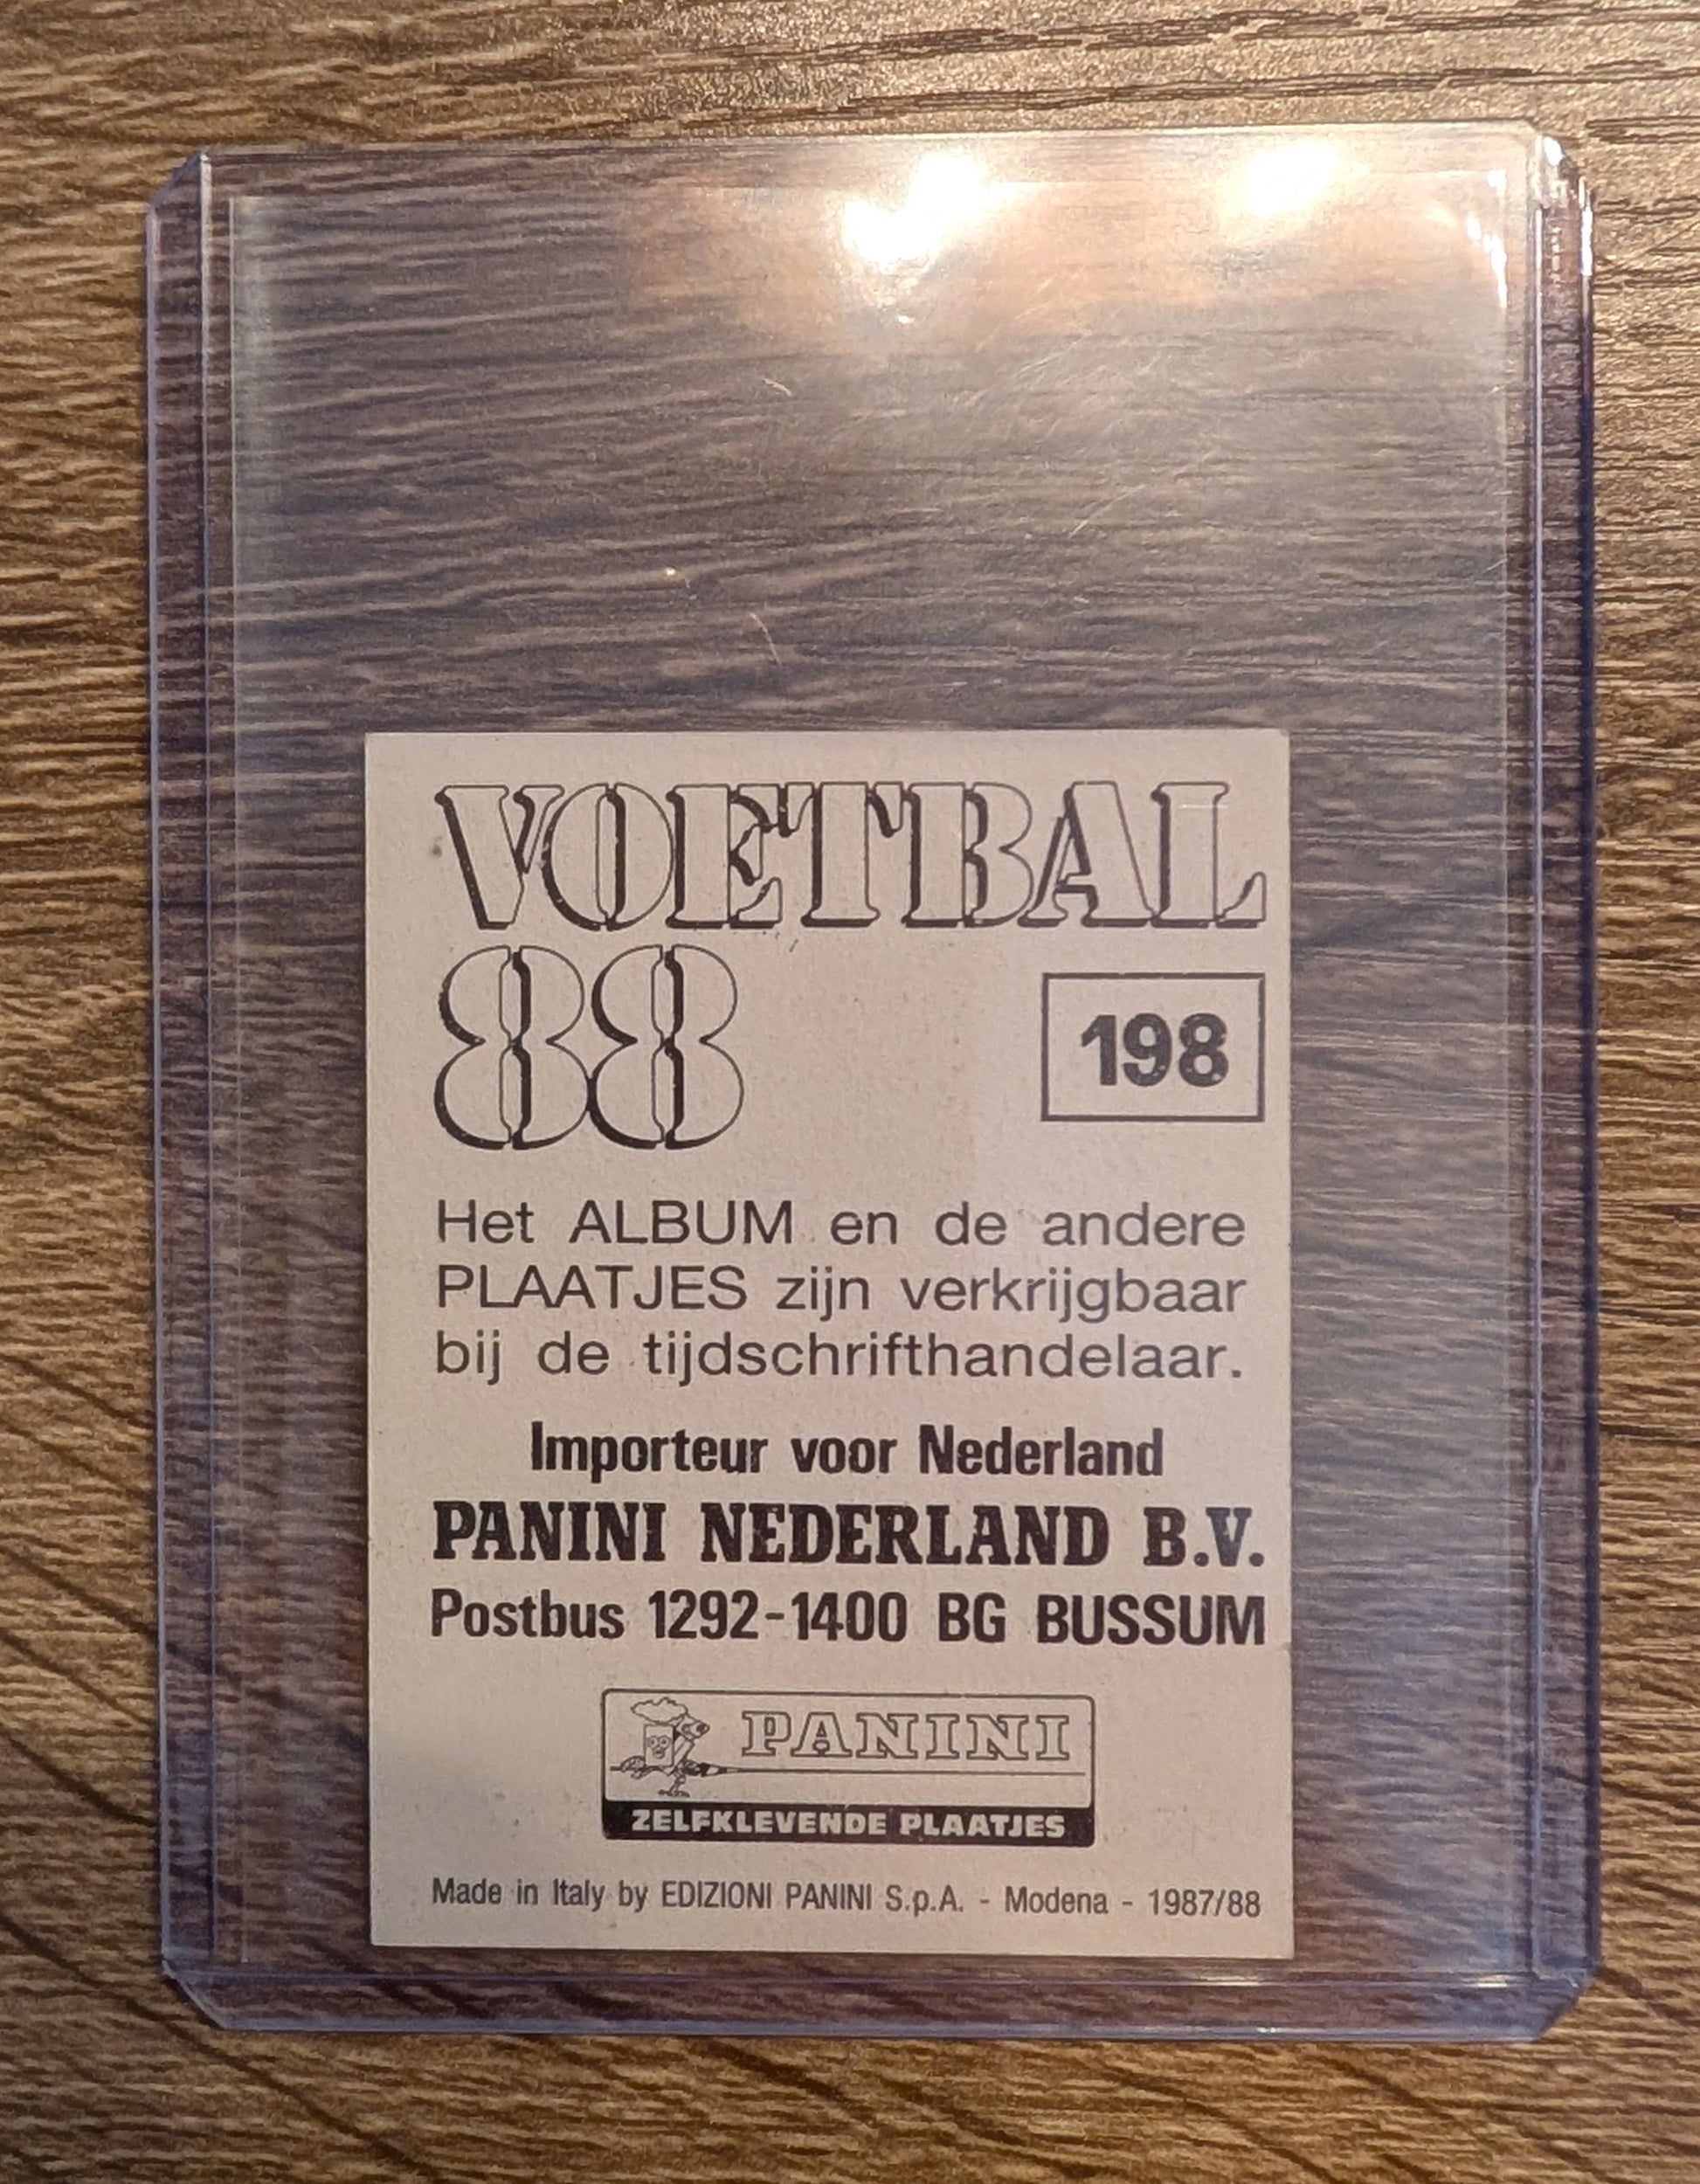 VOETBAL
88
198
Het ALBUM en de andere
PLAATJES zijn verkrijgbaar
bij de tijdschrifthandelaar.
Importeur voor Nederland
PANINI NEDERLAND B.V.
Postbus 1292-1400 BG BUSSUM
PANINI
ZELFKLEVENDE PLAATJES
Made in Italy by EDIZIONI PANINI S.p.A. - Modena - 1987/88